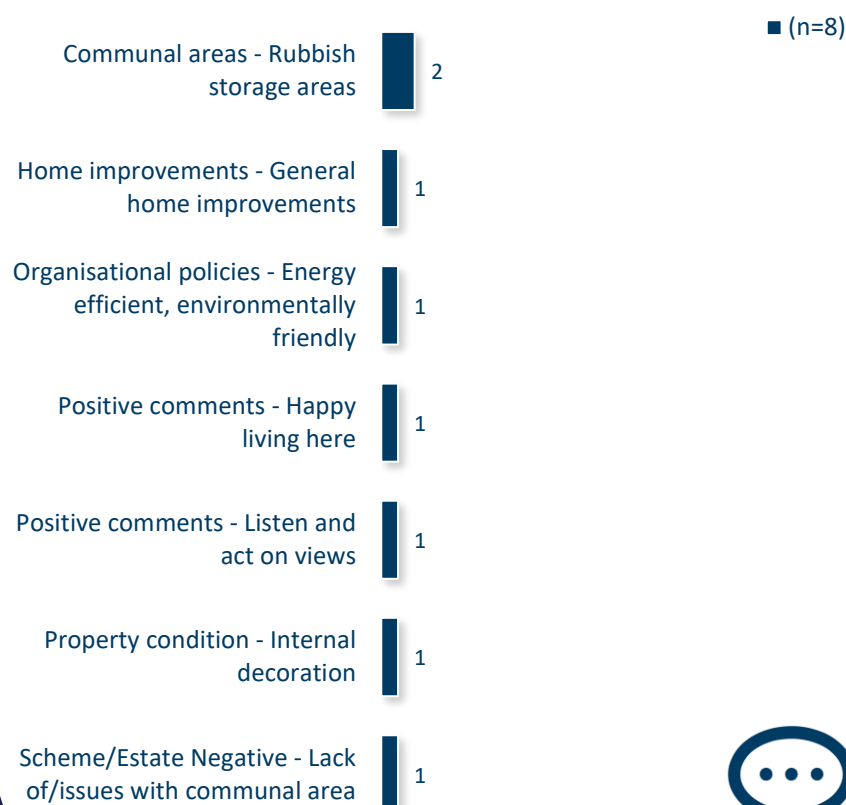 ■ (n=8)
Communal areas - Rubbish
storage areas
2
Home improvements - General
home improvements
1
Organisational policies - Energy
efficient, environmentally
friendly
1
Positive comments - Happy
living here
1
Positive comments - Listen and
act on views
1
Property condition - Internal
decoration
1
Scheme/Estate Negative - Lack
of/issues with communal area
1